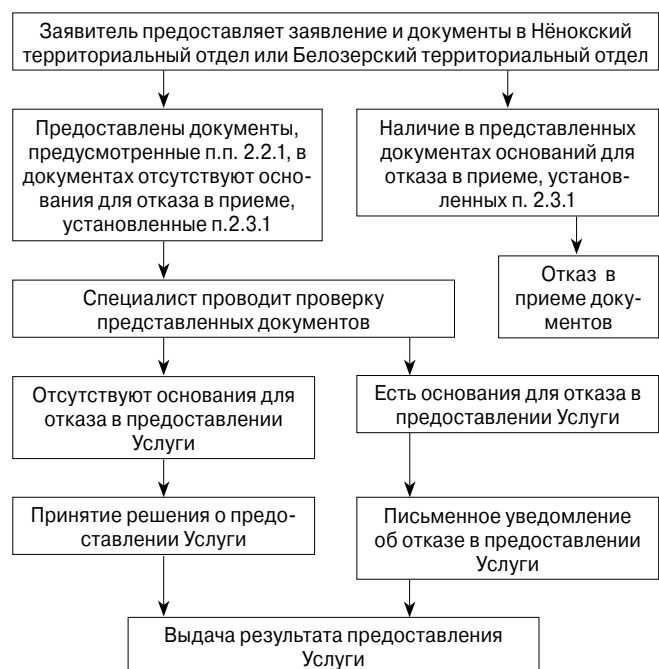 Заявитель предоставляет заявление и документы в Нёнокский
территориальный отдел или Белозерский территориальный отдел
Предоставлены документы,
предусмотренные п.п. 2.2.1, в
документах отсутствуют осно-
вания для отказа в приеме,
установленные п.2.3.1
Наличие в представленных
документах оснований для
отказа в приеме, установ-
ленных п. 2.3.1
Отказ в
приеме доку-
ментов
Специалист проводит проверку
представленных документов
Отсутствуют основания для
отказа в предоставлении
Услуги
Есть основания для отказа в
предоставлении Услуги
Принятие решения о предо-
ставлении Услуги
Письменное уведомление
об отказе в предоставлении
Услуги
Выдача результата предоставления
Услуги